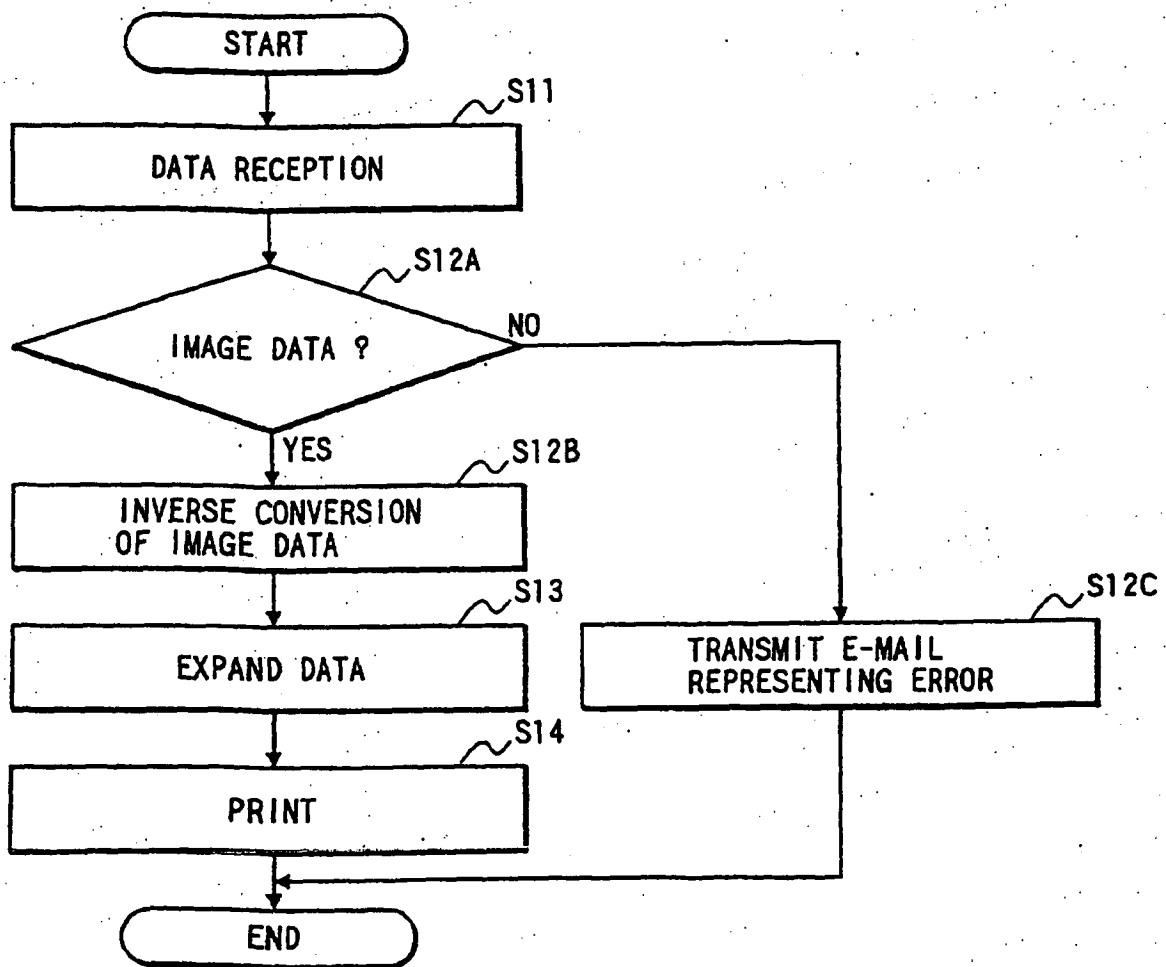 START
S11
DATA RECEPTION
S12A
IMAGE DATA ?
NO
YES
S12B
INVERSE CONVERSION
OF IMAGE DATA
S13
EXPAND DATA
S12C
TRANSMIT E-MAIL
REPRESENTING ERROR
S14
PRINT
END